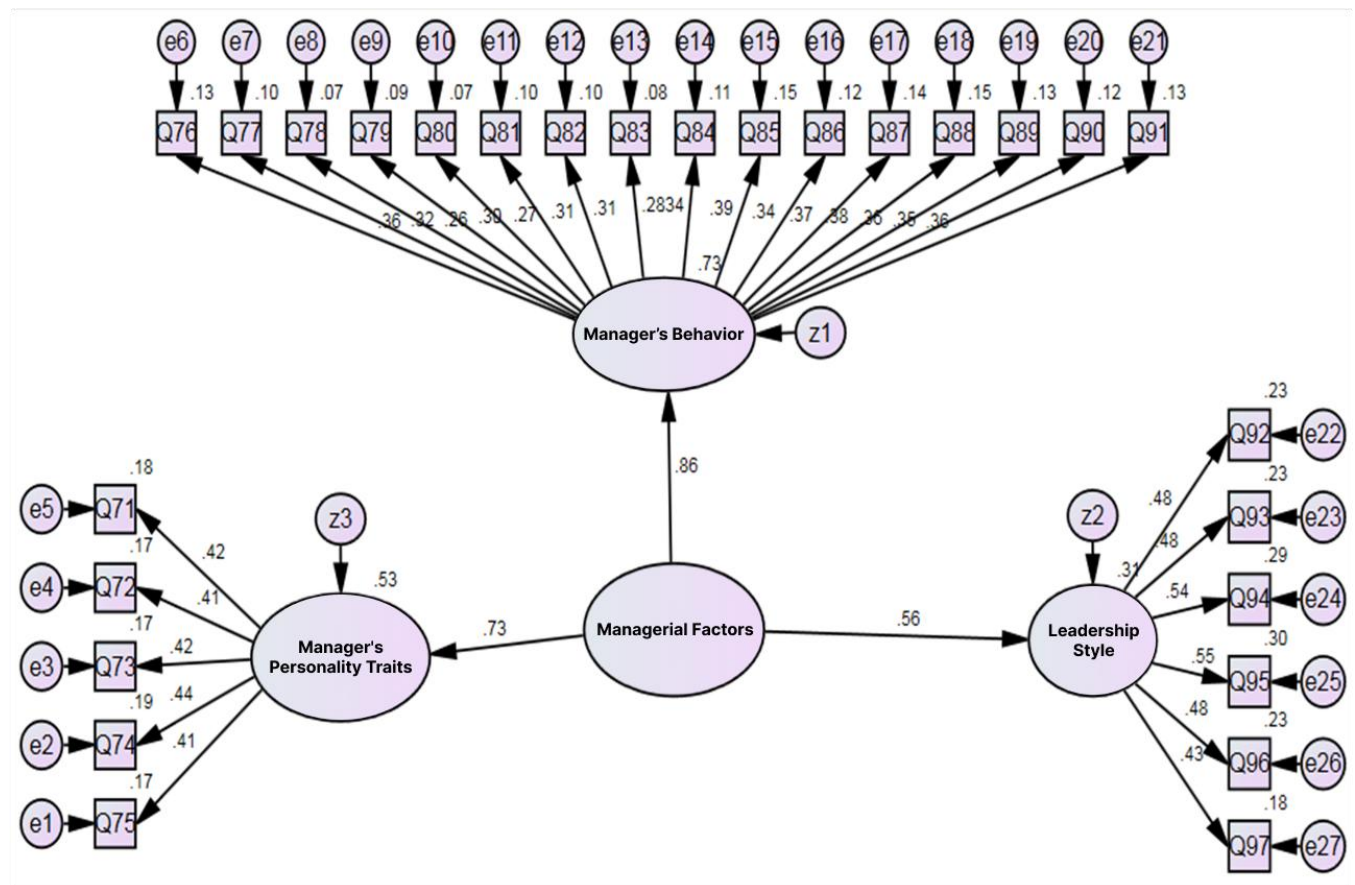 e6 e7 e8 e9 e10 e11 e12 e13 e14 e15 e16 e17 e18 e19 e20 e21
.13 .10 .07 .09 .07 .10 .10 .08 .11 .15 .12 .14 .15 .13 .12 .13
Q76 Q77 Q78 Q79 Q80 Q81 Q82 Q83 Q84 Q85 Q86 Q87 Q88 Q89 Q90 Q91
.36 .32 .26 .30 .27 .31 .31 .28 34 .39 .34 .37 .38 .36 .35 .36
.73
Manager's Behavior
z1
.86
.18
e5 Q71
.42
.17
e4 Q72
.41
.17
e3 Q73
.42
.19
e2 Q74
.44
.17
e1 Q75
.41
z3
.53
Manager's
Personality Traits
.73
Managerial Factors
.56
z2
.31
Leadership
Style
.23
Q92 e22
.48
.23
Q93 e23
.48
.29
Q94 e24
.54
.30
Q95 e25
.55
.23
Q96 e26
.48
.18
Q97 e27
.43